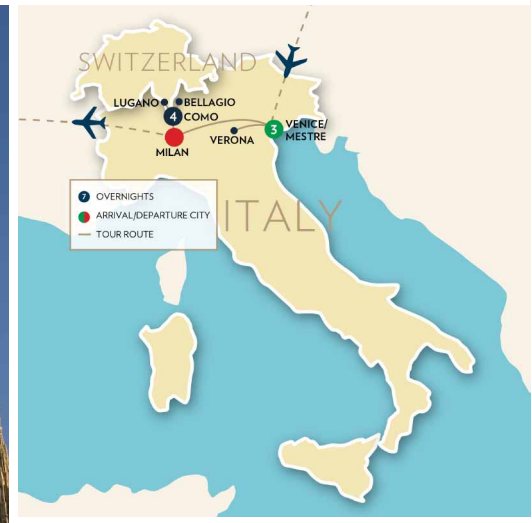 SWITZERLAND
LUGANO
BELLAGIO
4
COMO
MILAN
VERONA
3
VENICE/
MESTRE
ITALY
7 OVERNIGHTS
ARRIVAL/DEPARTURE CITY
TOUR ROUTE